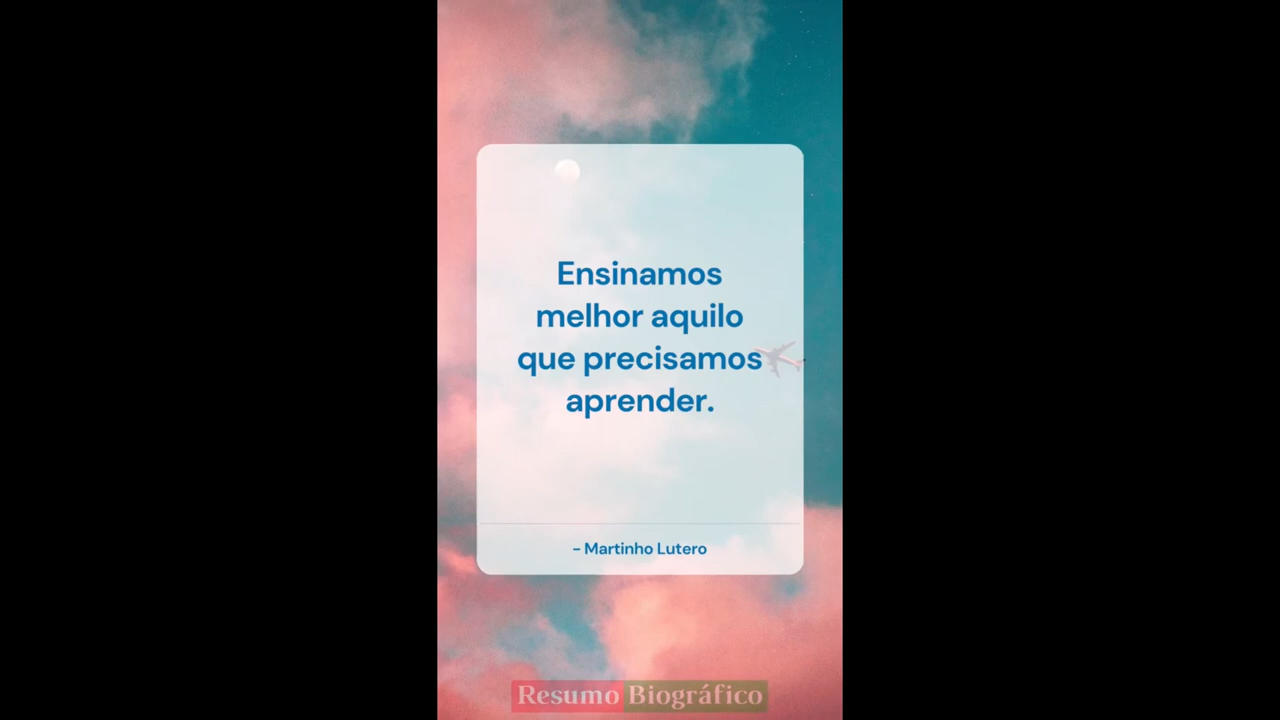 Ensinamos
melhor aquilo
que precisamos
aprender.
- Martinho Lutero
Resumo Biográfico